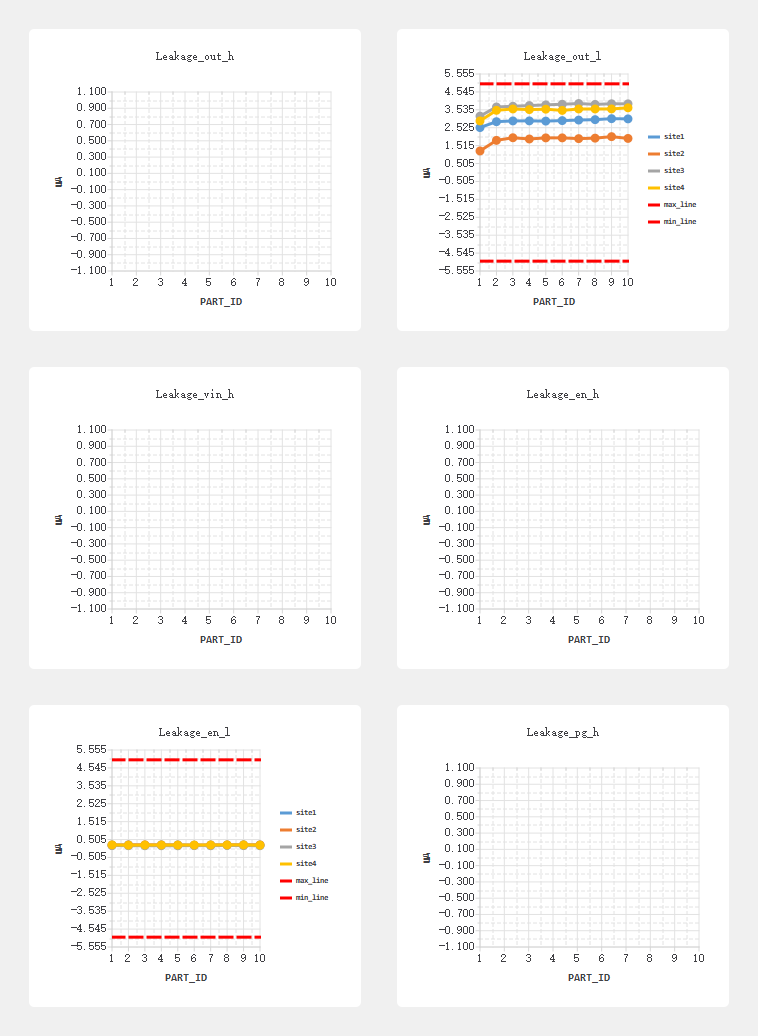 Leakage_out_h
1.100
0.900
0.700
0.500
0.300
0.100
-0.100
-0.300
-0.500
-0.700
-0.900
-1.100
1 2 3 4 5 6 7 8 9 10
PART_ID
Leakage_out_l
5.555
4.545
3.535
2.525
1.515
0.505
-0.505
-1.515
-2.525
-3.535
-4.545
-5.555
1 2 3 4 5 6 7 8 9 10
PART_ID
site1
site2
site3
site4
max_line
min_line
Leakage_vin_h
1.100
0.900
0.700
0.500
0.300
0.100
-0.100
-0.300
-0.500
-0.700
-0.900
-1.100
1 2 3 4 5 6 7 8 9 10
PART_ID
Leakage_en_h
1.100
0.900
0.700
0.500
0.300
0.100
-0.100
-0.300
-0.500
-0.700
-0.900
-1.100
1 2 3 4 5 6 7 8 9 10
PART_ID
Leakage_en_l
5.555
4.545
3.535
2.525
1.515
0.505
-0.505
-1.515
-2.525
-3.535
-4.545
-5.555
1 2 3 4 5 6 7 8 9 10
PART_ID
site1
site2
site3
site4
max_line
min_line
Leakage_pg_h
1.100
0.900
0.700
0.500
0.300
0.100
-0.100
-0.300
-0.500
-0.700
-0.900
-1.100
1 2 3 4 5 6 7 8 9 10
PART_ID